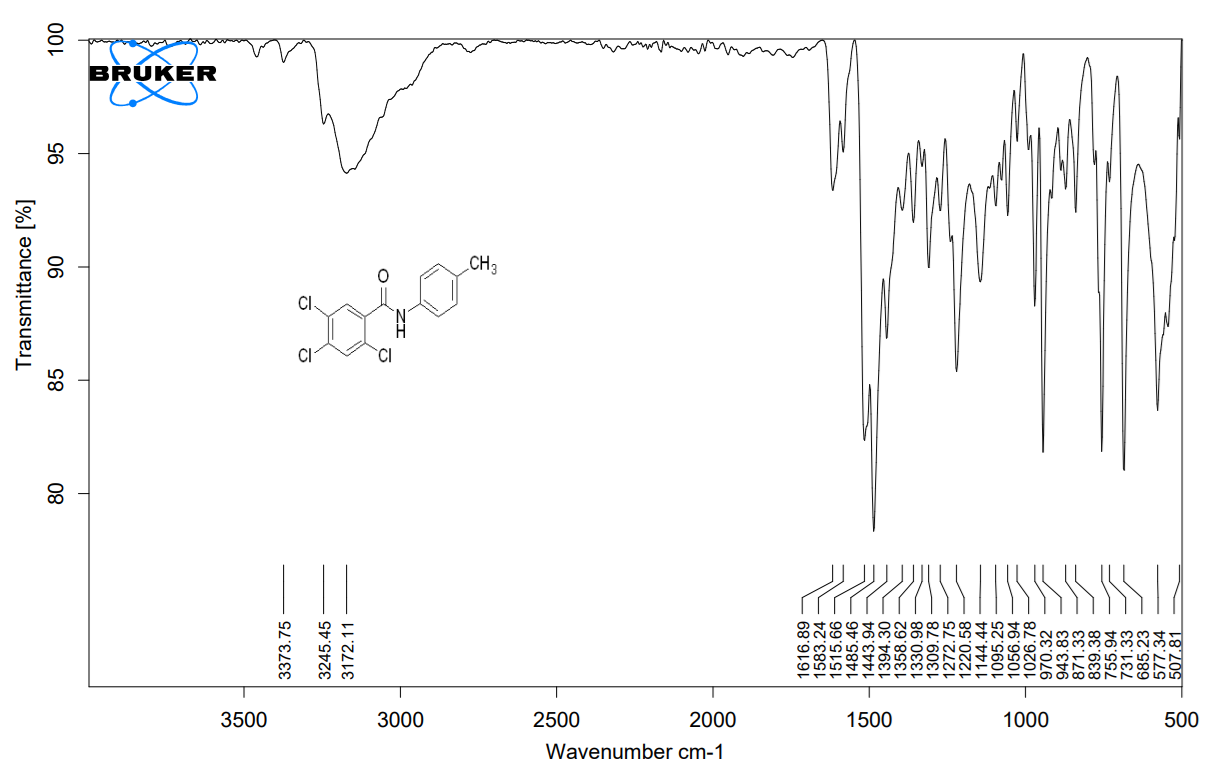 BRUKER
Transmittance [%]
100
95
90
85
80
O
CH3
Cl
N
H
Cl
Cl
3373.75
3245.45
3172.11
1616.89
1583.24
1515.66
1485.46
1443.94
1394.30
1358.62
1330.98
1309.78
1272.75
1220.58
1144.44
1095.25
1056.94
1026.78
970.32
943.83
871.33
839.38
755.94
731.33
685.23
577.34
507.81
3500 3000 2500 2000 1500 1000 500
Wavenumber cm-1